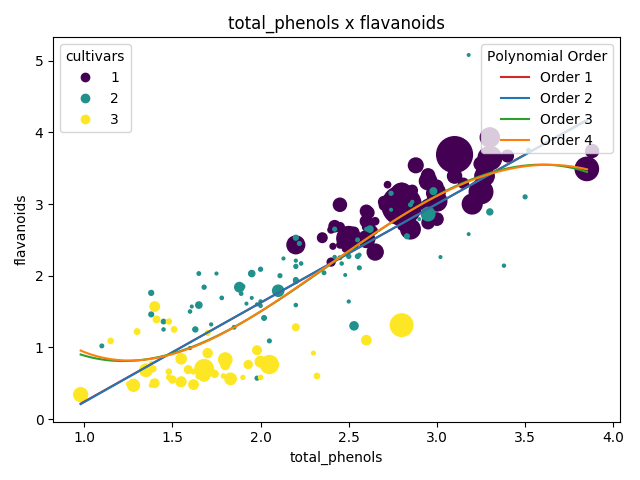 total_phenols x flavanoids
cultivars
1
2
3
Polynomial Order
Order 1
Order 2
Order 3
Order 4
5
4
3
2
1
0
flavanoids
1.0 1.5 2.0 2.5 3.0 3.5 4.0
total_phenols